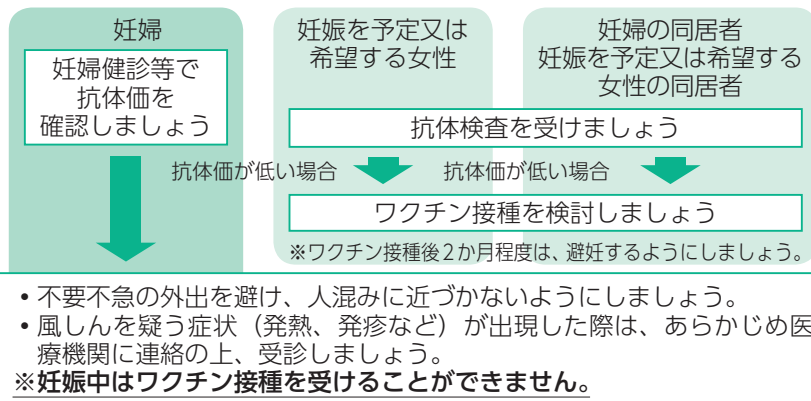 妊婦
妊婦健診等で
抗体価を
確認しましょう
妊娠を予定又は
希望する女性
妊婦の同居者
妊娠を予定又は希望する
女性の同居者
抗体検査を受けましょう
抗体価が低い場合
抗体価が低い場合
ワクチン接種を検討しましょう
※ワクチン接種後2か月程度は、避妊するようにしましょう。
•不要不急の外出を避け、人混みに近づかないようにしましょう。
•風しんを疑う症状（発熱、発疹など）が出現した際は、あらかじめ医
療機関に連絡の上、受診しましょう。
※妊娠中はワクチン接種を受けることができません。